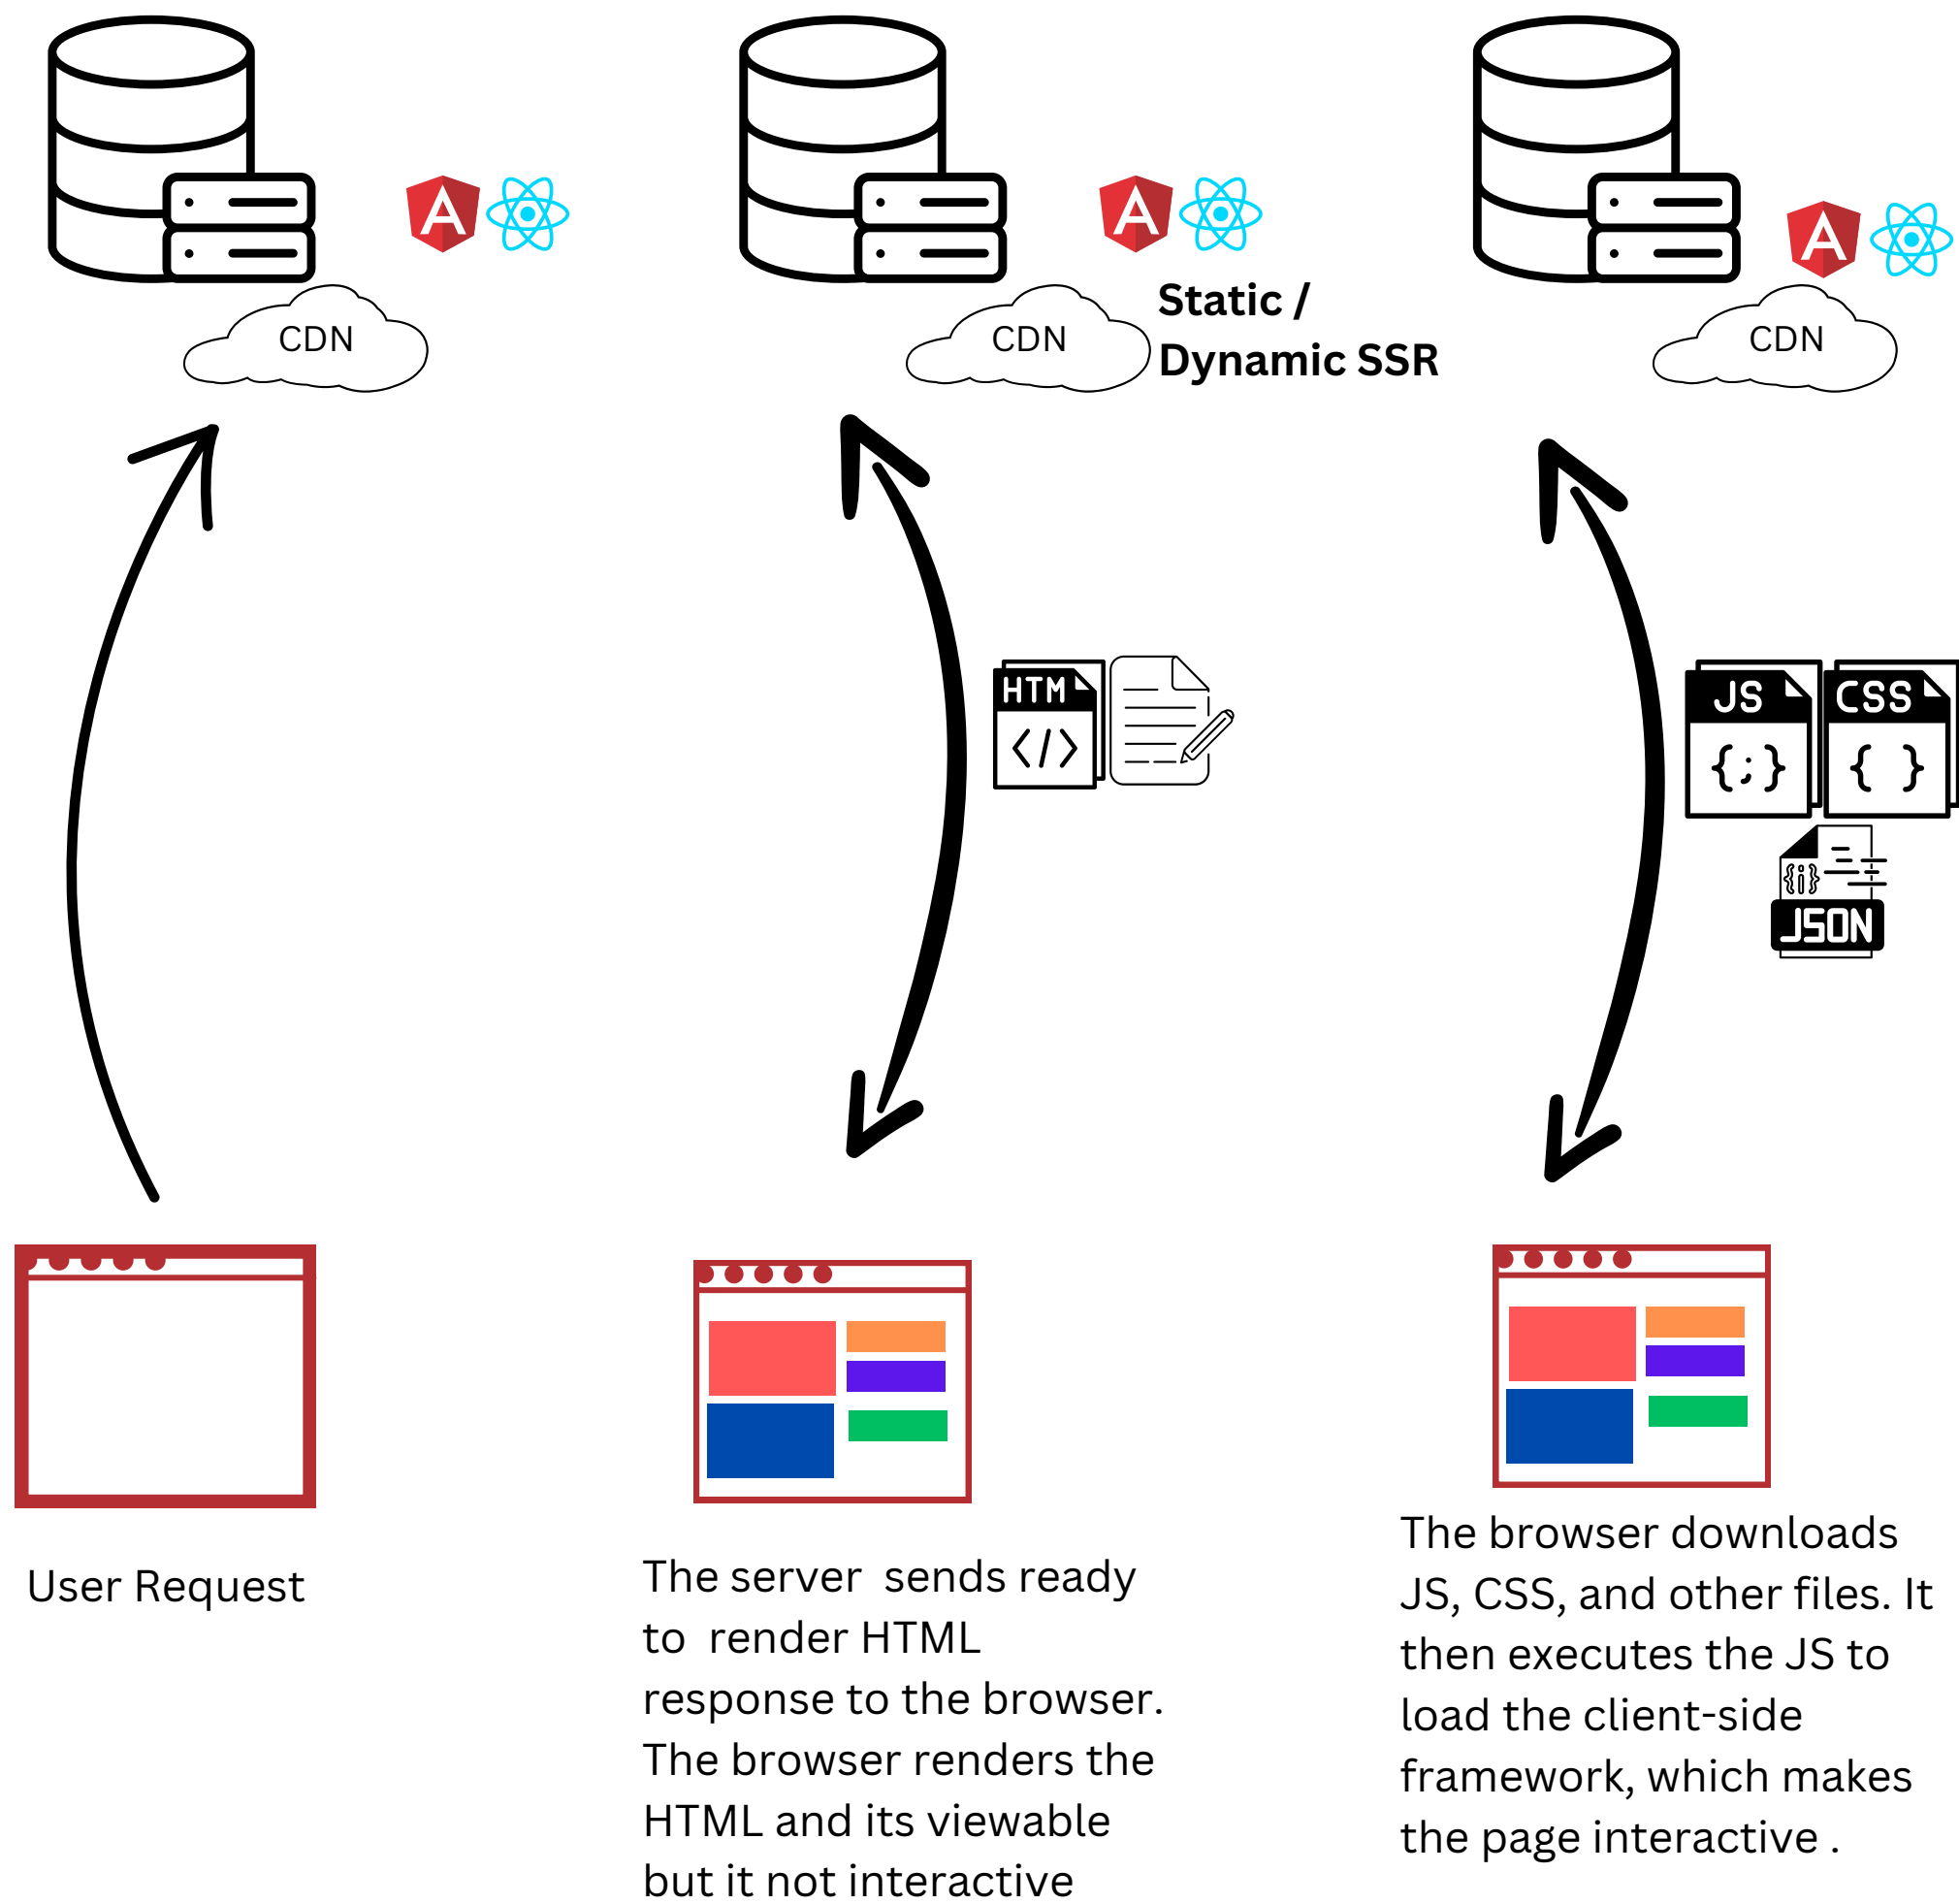 CDN
CDN
Static /
Dynamic SSR
CDN
HTM
JS
CSS
{i}
JSON
User Request
The server  sends ready
to  render HTML
response to the browser.
The browser renders the
HTML and its viewable
but it not interactive
The browser downloads
JS, CSS, and other files. It
then executes the JS to
load the client-side
framework, which makes
the page interactive .